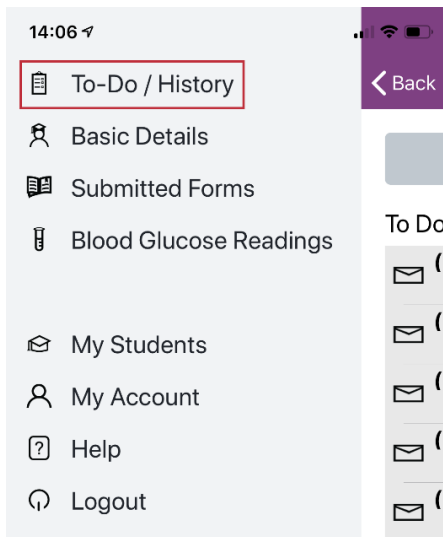 14:06
To-Do / History
Basic Details
Submitted Forms
Blood Glucose Readings
My Students
My Account
? Help
Logout
Back
To Do
(
(
(
(
(